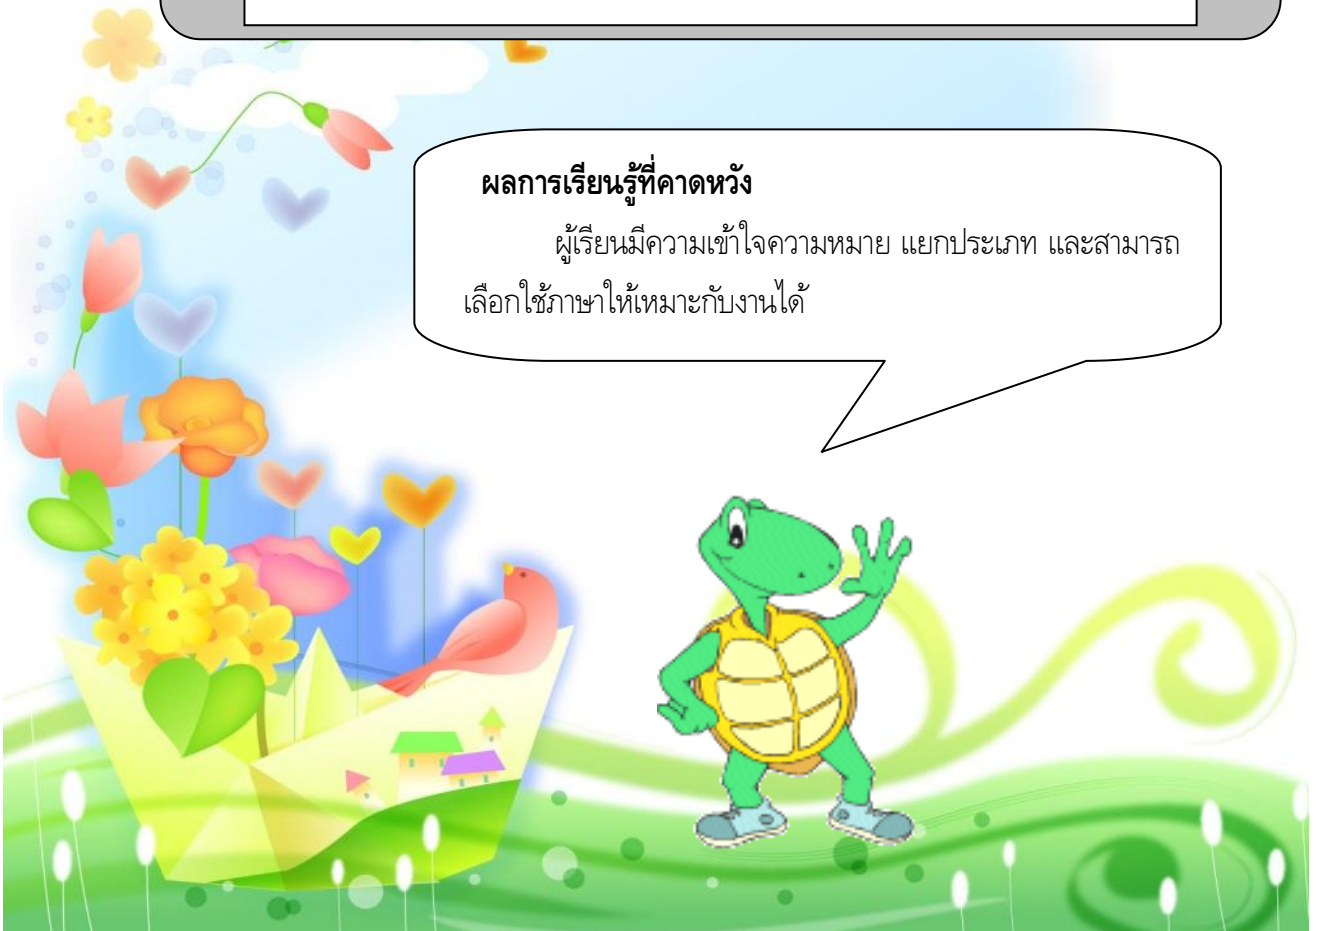 ผลการเรียนรู้ที่คาดหวัง
ผู้เรียนมีความเข้าใจความหมาย แยกประเภท และสามารถ
เลือกใช้ภาษาให้เหมาะกับงานได้